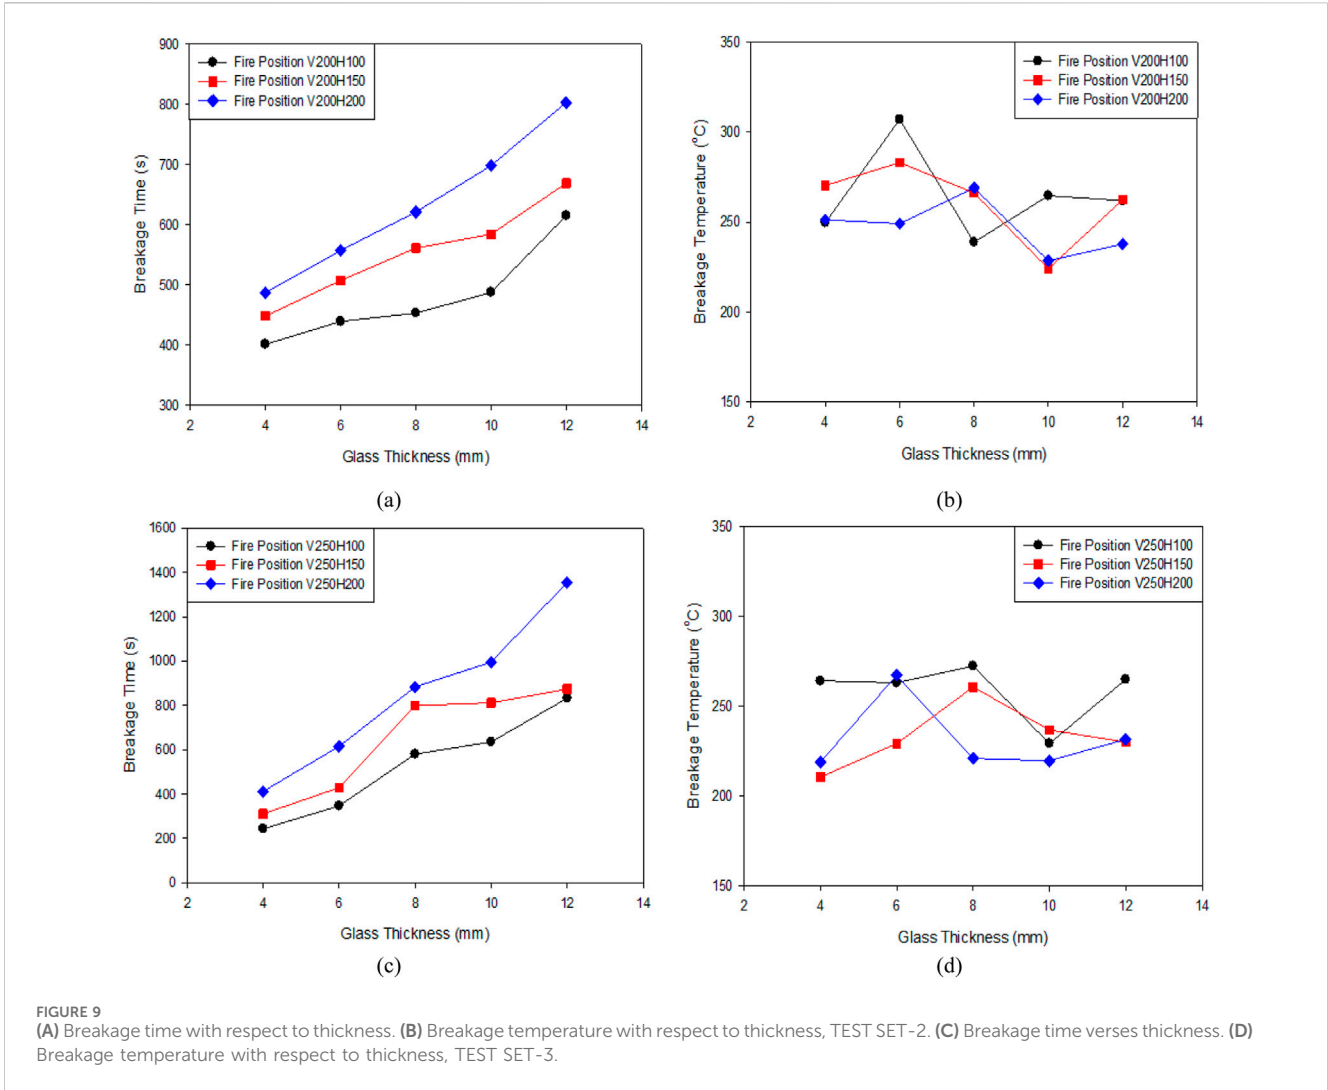 900
800
700
600
500
400
300
Breakage Time (s)
Fire Position V200H100
Fire Position V200H150
Fire Position V200H200
2 4 6 8 10 12 14
Glass Thickness (mm)
(a)
350
300
250
200
150
Breakage Temperature (°C)
Fire Position V200H100
Fire Position V200H150
Fire Position V200H200
2 4 6 8 10 12 14
Glass Thickness (mm)
(b)
1600
1400
1200
1000
800
600
400
200
0
Breakage Time (s)
Fire Position V250H100
Fire Position V250H150
Fire Position V250H200
2 4 6 8 10 12 14
Glass Thickness (mm)
(c)
350
300
250
200
150
Breakage Temperature (°C)
Fire Position V250H100
Fire Position V250H150
Fire Position V250H200
2 4 6 8 10 12 14
Glass Thickness (mm)
(d)
FIGURE 9
(A) Breakage time with respect to thickness. (B) Breakage temperature with respect to thickness, TEST SET-2. (C) Breakage time verses thickness. (D)
Breakage temperature with respect to thickness, TEST SET-3.